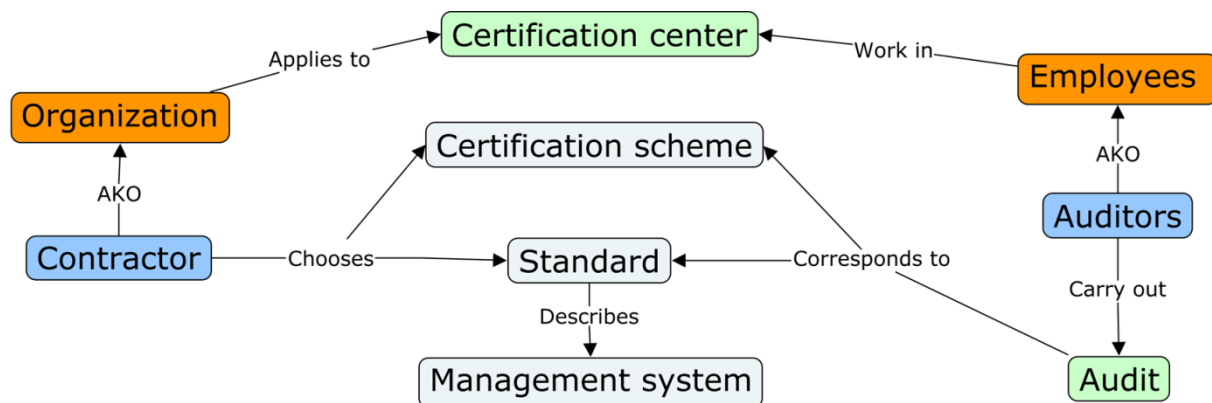 Certification center
Applies to
Work in
Employees
Organization
Certification scheme
AKO
AKO
Auditors
Contractor
Chooses
Standard
Corresponds to
Carry out
Describes
Management system
Audit